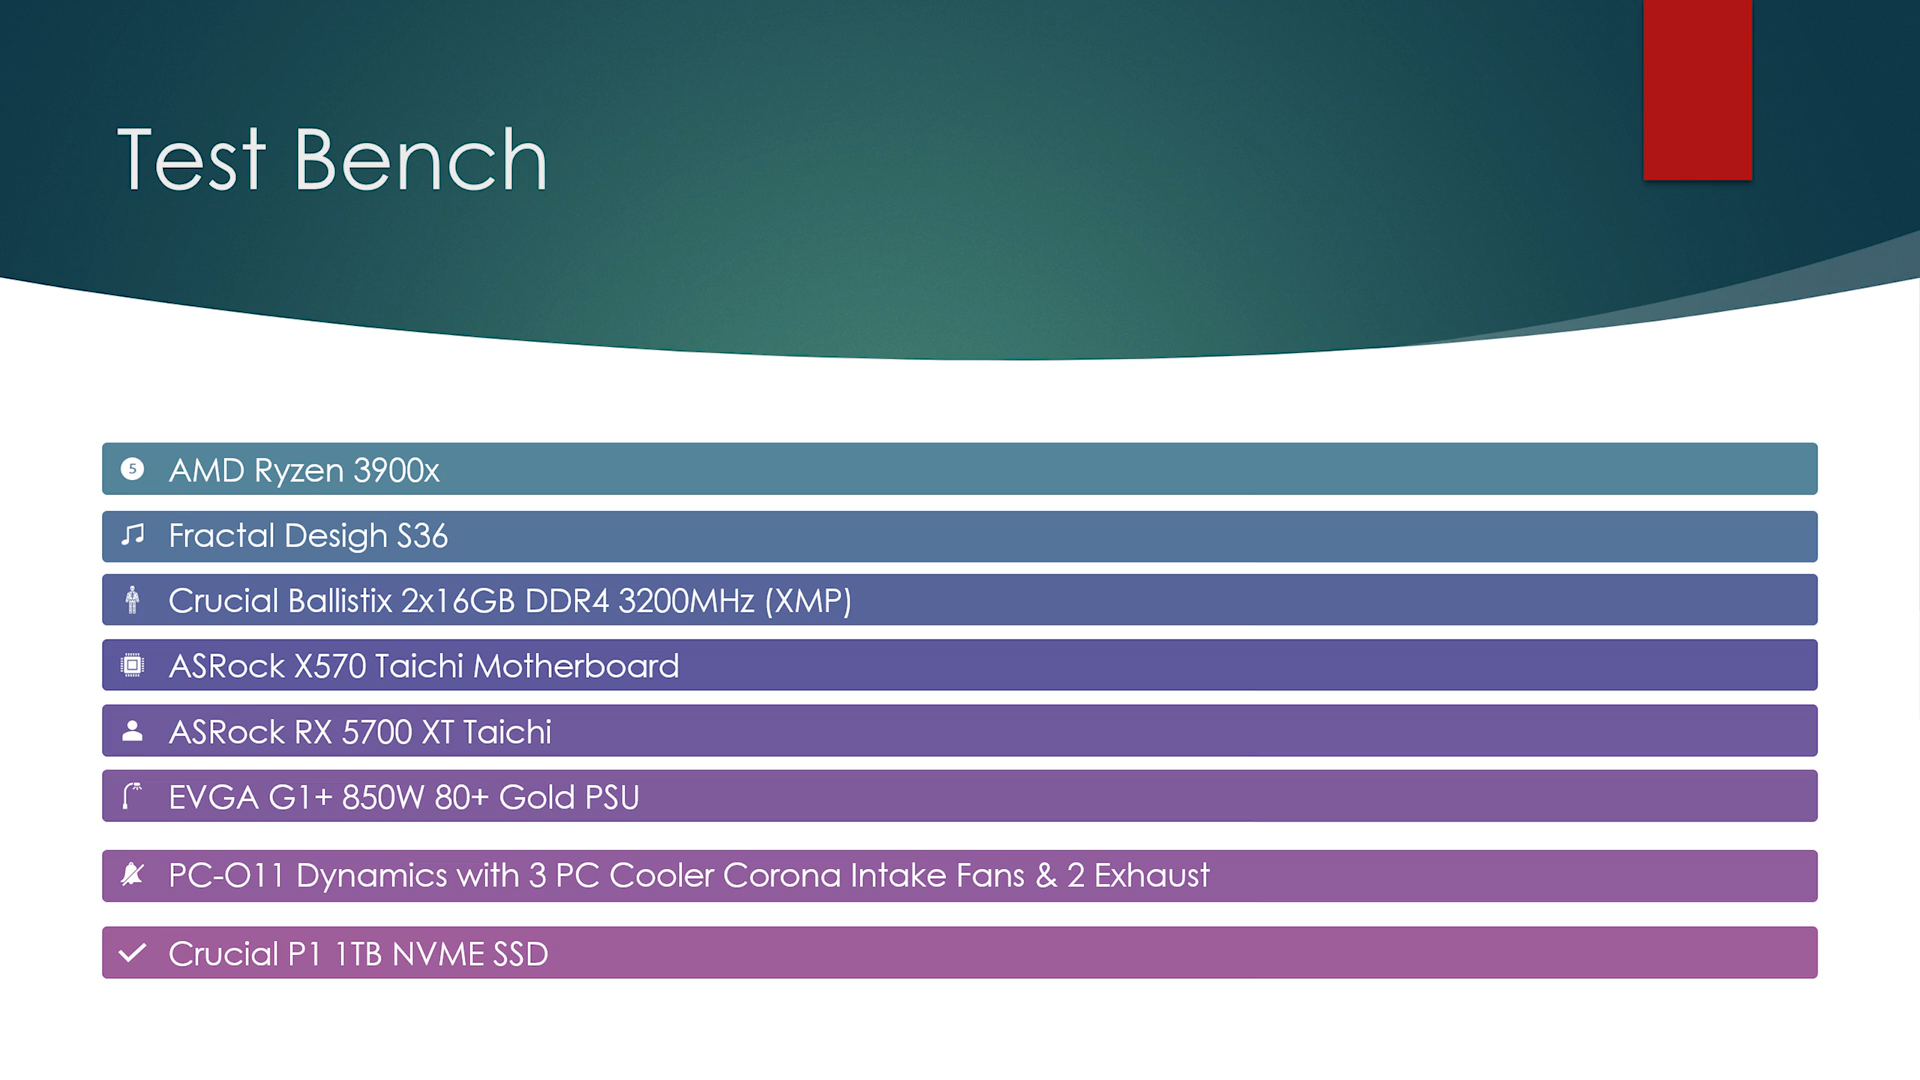 Test Bench
5 AMD Ryzen 3900x
Fractal Desigh S36
Crucial Ballistix 2x16GB DDR4 3200MHz (XMP)
ASRock X570 Taichi Motherboard
ASRock RX 5700 XT Taichi
EVGA G1+ 850W 80+ Gold PSU
PC-O11 Dynamics with 3 PC Cooler Corona Intake Fans & 2 Exhaust
Crucial P1 1TB NVME SSD